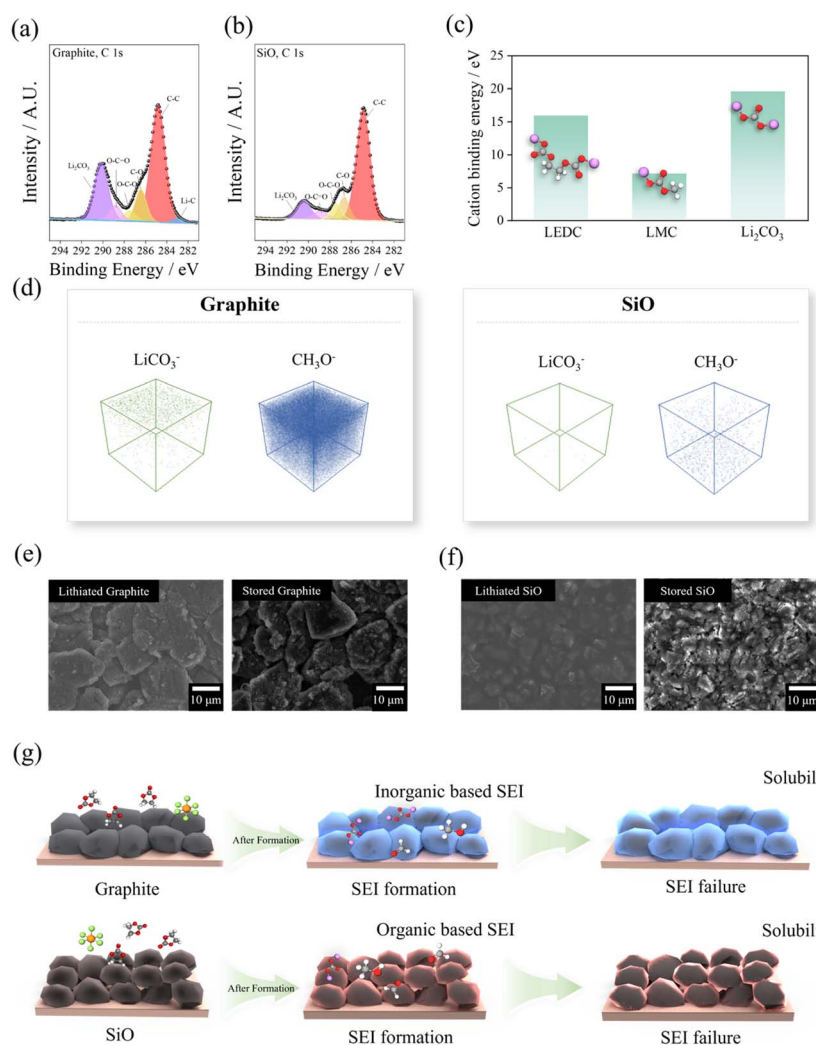 (a)
Graphite, C 1s
C-C
Li₂CO₃
O-C=O
O-C-O
C-O
Li-C
Intensity / A.U.
294 292 290 288 286 284 282
Binding Energy / eV
(b)
SiO, C 1s
C-C
Li₂CO₃
O-C=O
O-C-O
C-O
Intensity / A.U.
294 292 290 288 286 284 282
Binding Energy / eV
(c)
Cation binding energy / eV
25
20
15
10
5
0
LEDC LMC Li₂CO₃
(d)
Graphite
LiCO₃⁻ CH₃O⁻
SiO
LiCO₃⁻ CH₃O⁻
(e)
Lithiated Graphite
10 μm
Stored Graphite
10 μm
(f)
Lithiated SiO
10 μm
Stored SiO
10 μm
(g)
Graphite
After Formation
Inorganic based SEI
SEI formation
Solubil
SEI failure
SiO
After Formation
Organic based SEI
SEI formation
Solubil
SEI failure